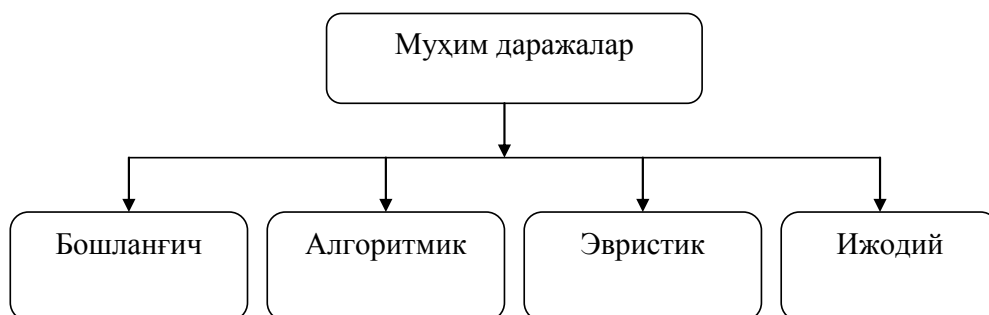 Муҳим даражалар
Бошланғич
Алгоритмик
Эвристик
Ижодий